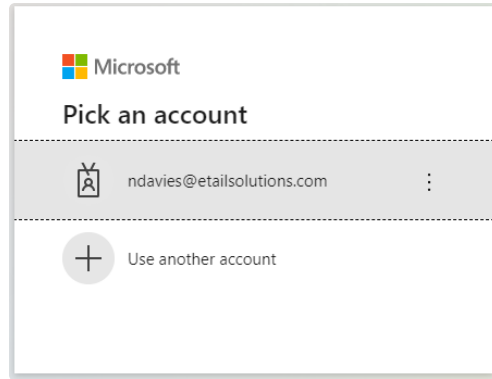 Microsoft
Pick an account
ndavies@etailsolutions.com
Use another account